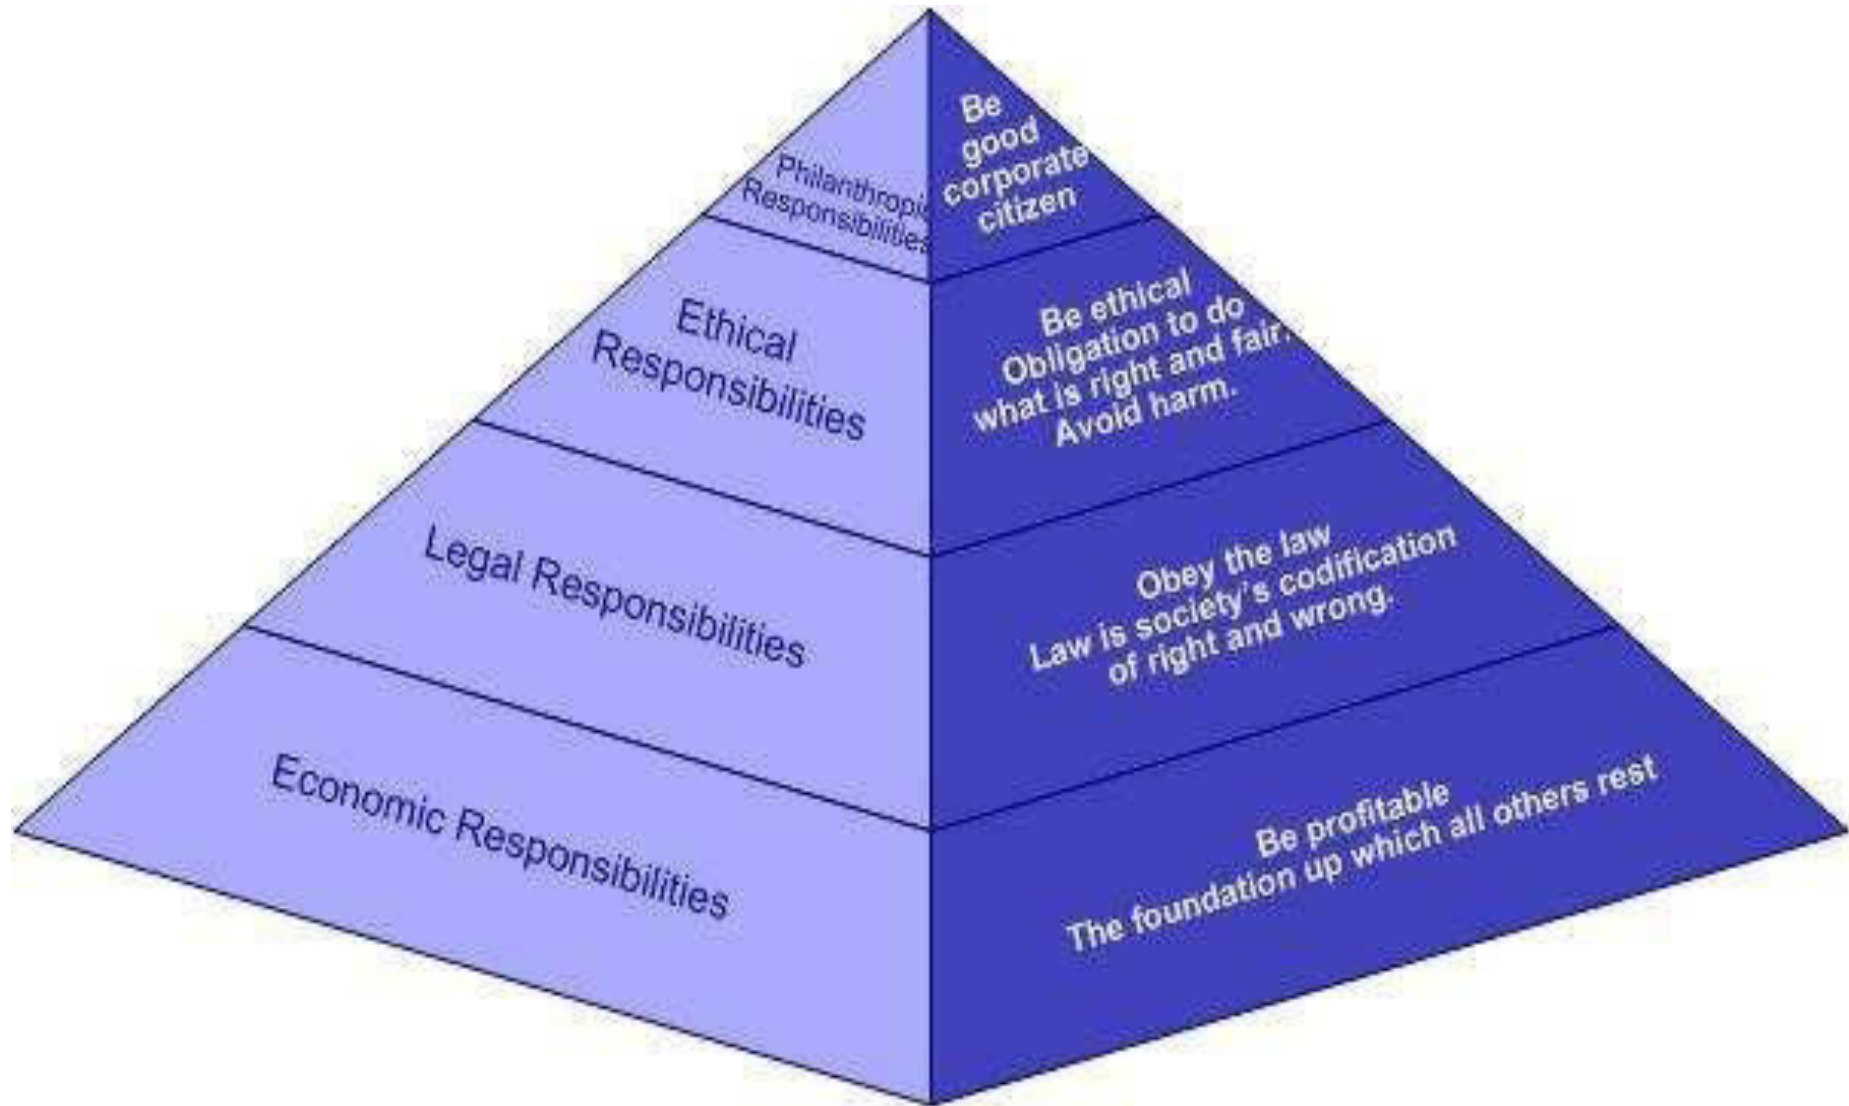 Philanthropic
Responsibilities
Be
good
corporate
citizen
Ethical
Responsibilities
Be ethical
Obligation to do
what is right and fair.
Avoid harm.
Legal Responsibilities
Obey the law
Law is society's codification
of right and wrong.
Economic Responsibilities
Be profitable
The foundation up which all others rest